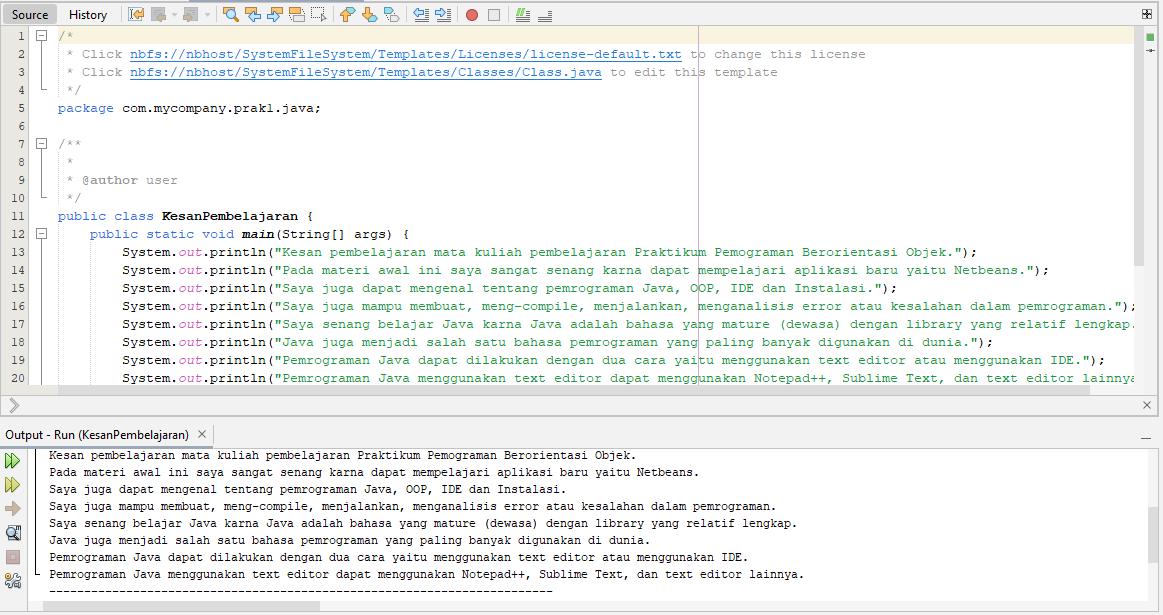 Source History
1 /*
2 * Click nbfs://nbhost/SystemFileSystem/Templates/Licenses/license-default.txt to change this license
3 * Click nbfs://nbhost/SystemFileSystem/Templates/Classes/Class.java to edit this template
4 */
5 package com.mycompany.prak1.java;
6
7 /**
8 *
9 * @author user
10 */
11 public class KesanPembelajaran {
12 public static void main(String[] args) {
13 System.out.println("Kesan pembelajaran mata kuliah pembelajaran Praktikum Pemograman Berorientasi Objek.");
14 System.out.println("Pada materi awal ini saya sangat senang karna dapat mempelajari aplikasi baru yaitu Netbeans.");
15 System.out.println("Saya juga dapat mengenal tentang pemrograman Java, OOP, IDE dan Instalasi.");
16 System.out.println("Saya juga mampu membuat, meng-compile, menjalankan, menganalisis error atau kesalahan dalam pemrograman.");
17 System.out.println("Saya senang belajar Java karna Java adalah bahasa yang mature (dewasa) dengan library yang relatif lengkap.
18 System.out.println("Java juga menjadi salah satu bahasa pemrograman yang paling banyak digunakan di dunia.");
19 System.out.println("Pemrograman Java dapat dilakukan dengan dua cara yaitu menggunakan text editor atau menggunakan IDE.");
20 System.out.println("Pemrograman Java menggunakan text editor dapat menggunakan Notepad++, Sublime Text, dan text editor lainnya
Output - Run (KesanPembelajaran)
Kesan pembelajaran mata kuliah pembelajaran Praktikum Pemograman Berorientasi Objek.
Pada materi awal ini saya sangat senang karna dapat mempelajari aplikasi baru yaitu Netbeans.
Saya juga dapat mengenal tentang pemrograman Java, OOP, IDE dan Instalasi.
Saya juga mampu membuat, meng-compile, menjalankan, menganalisis error atau kesalahan dalam pemrograman.
Saya senang belajar Java karna Java adalah bahasa yang mature (dewasa) dengan library yang relatif lengkap.
Java juga menjadi salah satu bahasa pemrograman yang paling banyak digunakan di dunia.
Pemrograman Java dapat dilakukan dengan dua cara yaitu menggunakan text editor atau menggunakan IDE.
Pemrograman Java menggunakan text editor dapat menggunakan Notepad++, Sublime Text, dan text editor lainnya.
------------------------------------------------------------------------